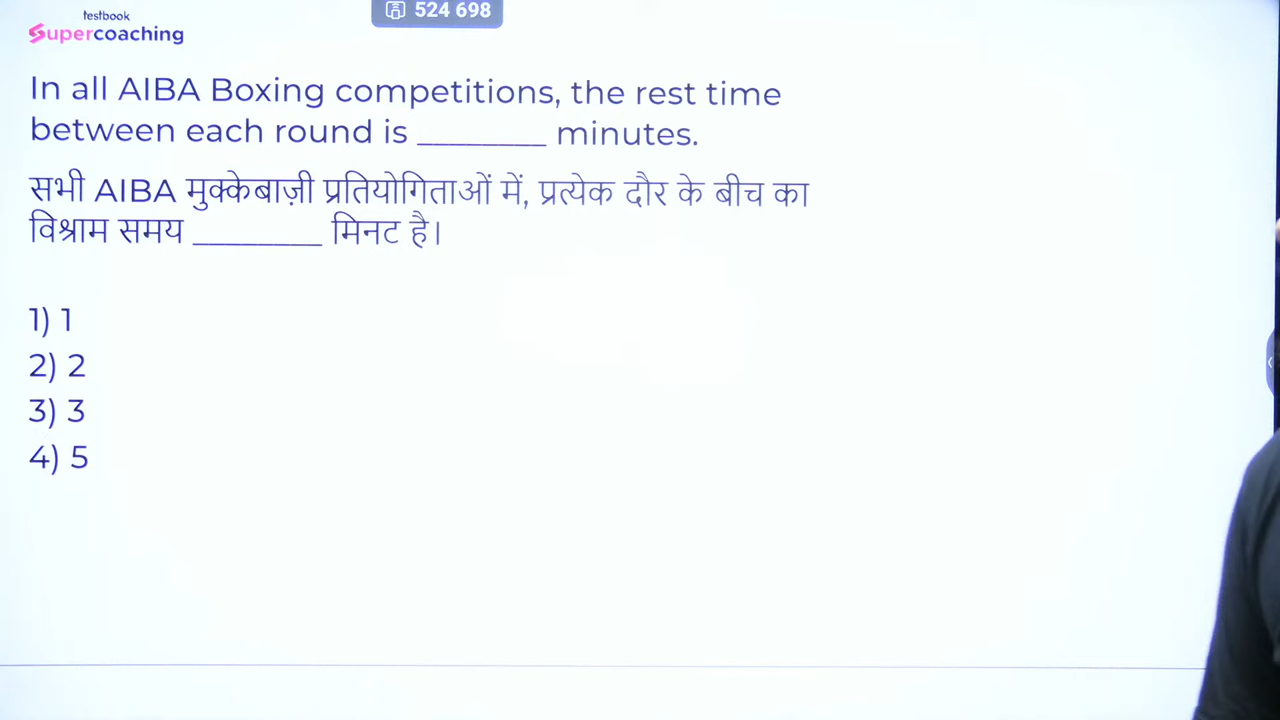 testbook
Supercoaching
524 698
In all AIBA Boxing competitions, the rest time
between each round is ________ minutes.
सभी AIBA मुक्केबाज़ी प्रतियोगिताओं में, प्रत्येक दौर के बीच का
विश्राम समय ________ मिनट है।
1) 1
2) 2
3) 3
4) 5